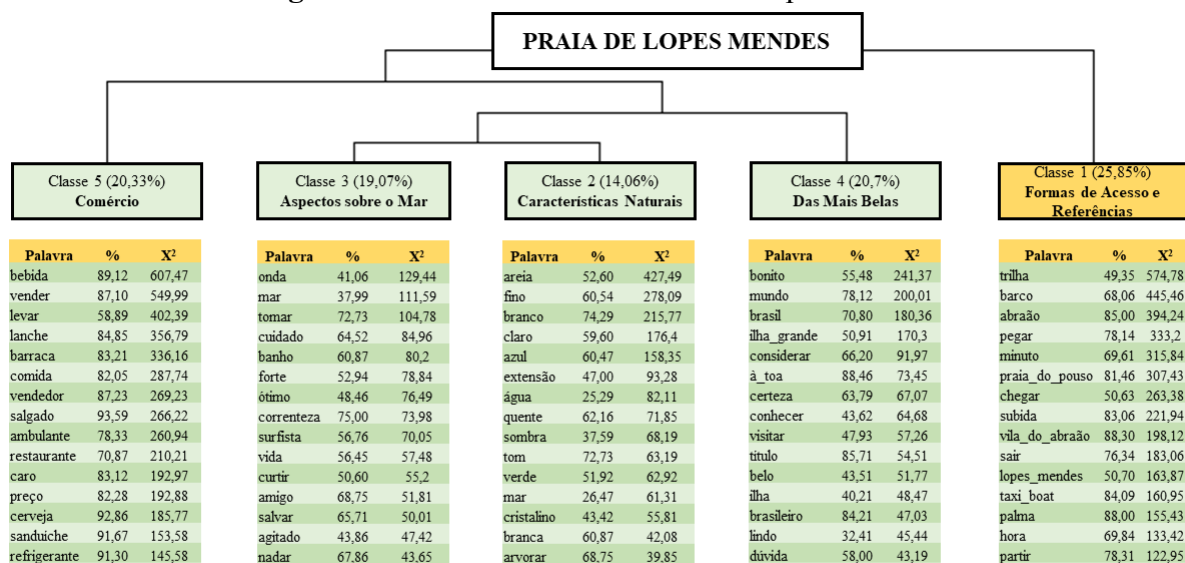 PRAIA DE LOPES MENDES
Classe 5 (20,33%)
Comércio
Palavra % X²
bebida 89,12 607,47
vender 87,10 549,99
levar 58,89 402,39
lanche 84,85 356,79
barraca 83,21 336,16
comida 82,05 287,74
vendedor 87,23 269,23
salgado 93,59 266,22
ambulante 78,33 260,94
restaurante 70,87 210,21
caro 83,12 192,97
preço 82,28 192,88
cerveja 92,86 185,77
sanduiche 91,67 153,58
refrigerante 91,30 145,58
Classe 3 (19,07%)
Aspectos sobre o Mar
Palavra % X²
onda 41,06 129,44
mar 37,99 111,59
tomar 72,73 104,78
cuidado 64,52 84,96
banho 60,87 80,2
forte 52,94 78,84
ótimo 48,46 76,49
correnteza 75,00 73,98
surfista 56,76 70,05
vida 56,45 57,48
curtir 50,60 55,2
amigo 68,75 51,81
salvar 65,71 50,01
agitado 43,86 47,42
nadar 67,86 43,65
Classe 2 (14,06%)
Características Naturais
Palavra % X²
areia 52,60 427,49
fino 60,54 278,09
branco 74,29 215,77
claro 59,60 176,4
azul 60,47 158,35
extensão 47,00 93,28
água 25,29 82,11
quente 62,16 71,85
sombra 37,59 68,19
tom 72,73 63,19
verde 51,92 62,92
mar 26,47 61,31
cristalino 43,42 55,81
branca 60,87 42,08
arvorar 68,75 39,85
Classe 4 (20,7%)
Das Mais Belas
Palavra % X²
bonito 55,48 241,37
mundo 78,12 200,01
brasil 70,80 180,36
ilha_grande 50,91 170,3
considerar 66,20 91,97
à_toa 88,46 73,45
certeza 63,79 67,07
conhecer 43,62 64,68
visitar 47,93 57,26
título 85,71 54,51
belo 43,51 51,77
ilha 40,21 48,47
brasileiro 84,21 47,03
lindo 32,41 45,44
dúvida 58,00 43,19
Classe 1 (25,85%)
Formas de Acesso e
Referências
Palavra % X²
trilha 49,35 574,78
barco 68,06 445,46
abraão 85,00 394,24
pegar 78,14 333,2
minuto 69,61 315,84
praia_do_pouso 81,46 307,43
chegar 50,63 263,38
subida 83,06 221,94
vila_do_abraão 88,30 198,12
sair 76,34 183,06
lopes_mendes 50,70 163,87
taxi_boat 84,09 160,95
palma 88,00 155,43
hora 69,84 133,42
partir 78,31 122,95